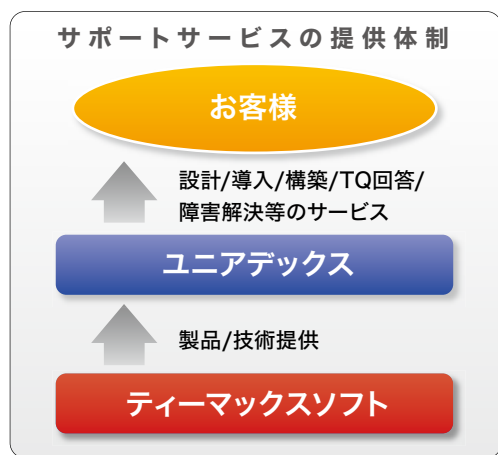 サポートサービスの提供体制
お客様
設計/導入/構築/TQ回答/
障害解決等のサービス
ユニアデックス
製品/技術提供
ティーマックスソフト